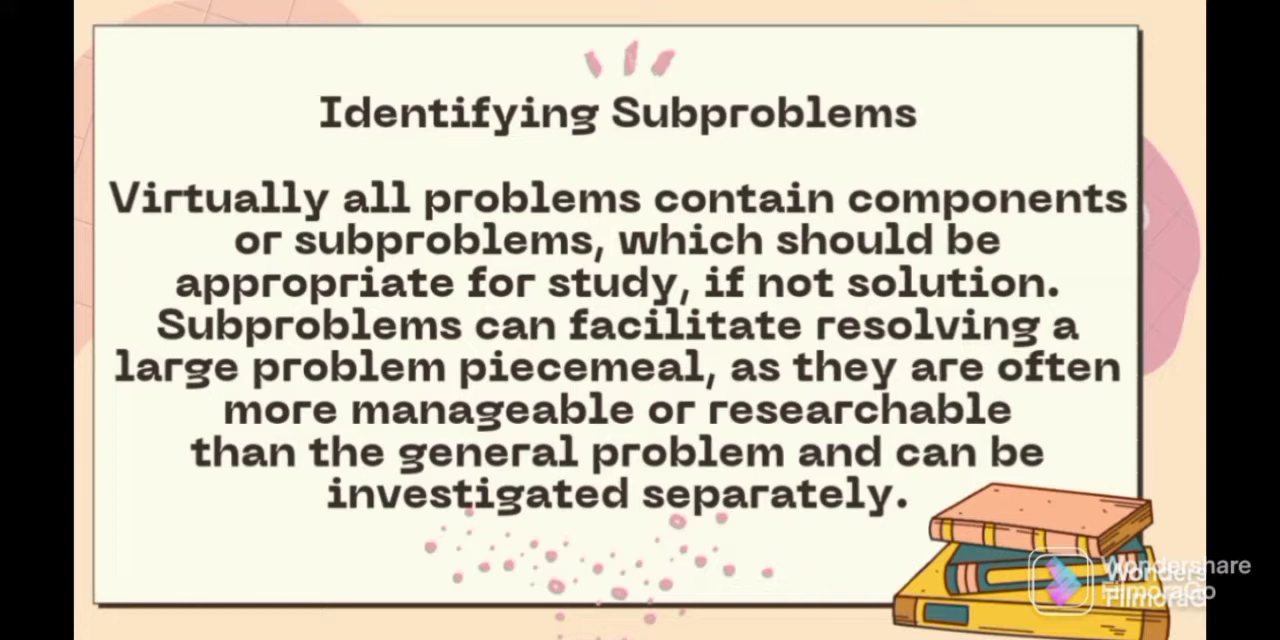 Identifying Subproblems
Virtually all problems contain components
or subproblems, which should be
appropriate for study, if not solution.
Subproblems can facilitate resolving a
large problem piecemeal, as they are often
more manageable or researchable
than the general problem and can be
investigated separately.
Wondershare
FilmoraGo